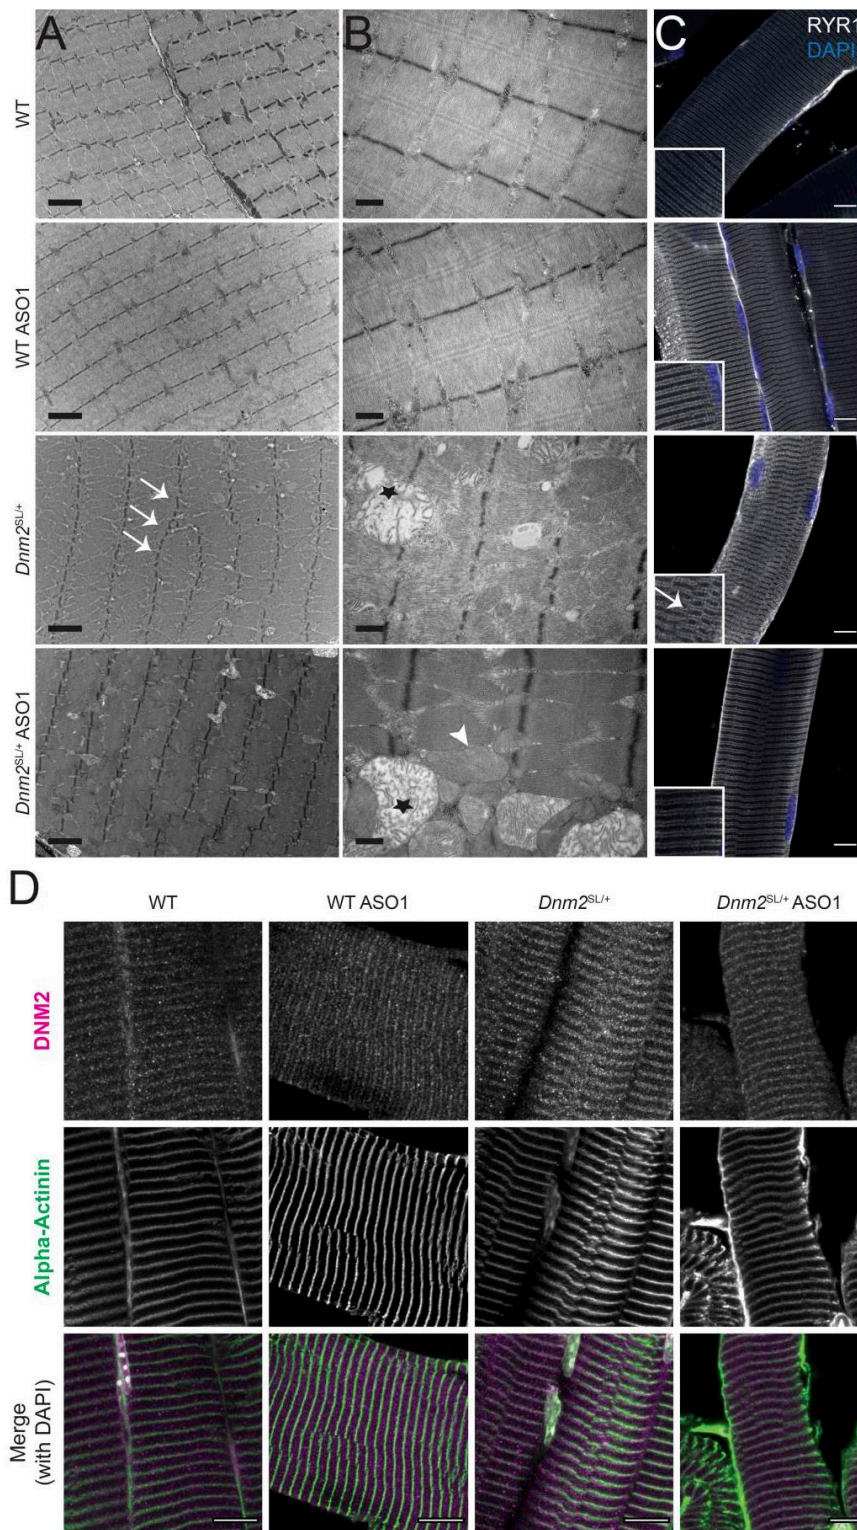 A
B
C
RYR1
DAPI
WT
WT ASO1
Dnm2SL/+
Dnm2SL/+ ASO1
D
WT
WT ASO1
Dnm2SL/+
Dnm2SL/+ ASO1
DNM2
Alpha-Actinin
Merge
(with DAPI)